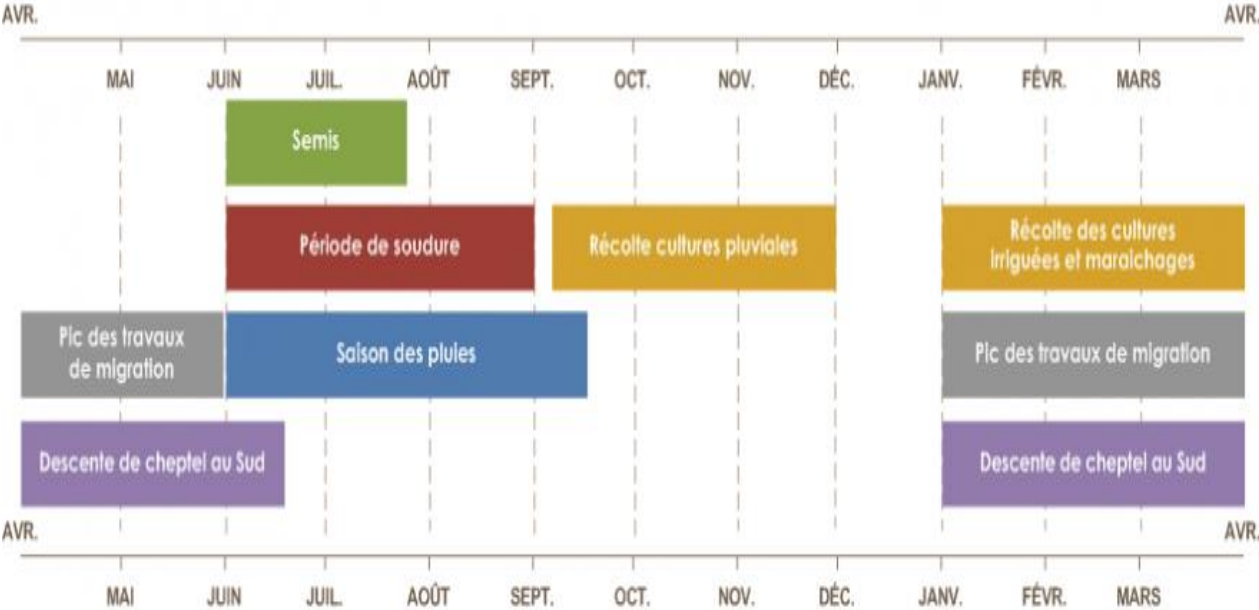 AVR. AVR.
MAI JUIN JUIL. AOÛT SEPT. OCT. NOV. DÉC. JANV. FÉVR. MARS
Semis
Période de soudure
Récolte cultures pluviales
Récolte des cultures
irriguées et maraichages
Pic des travaux
de migration
Saison des pluies
Pic des travaux de migration
Descente de cheptel au Sud
Descente de cheptel au Sud
AVR. AVR.
MAI JUIN JUIL. AOÛT SEPT. OCT. NOV. DÉC. JANV. FÉVR. MARS